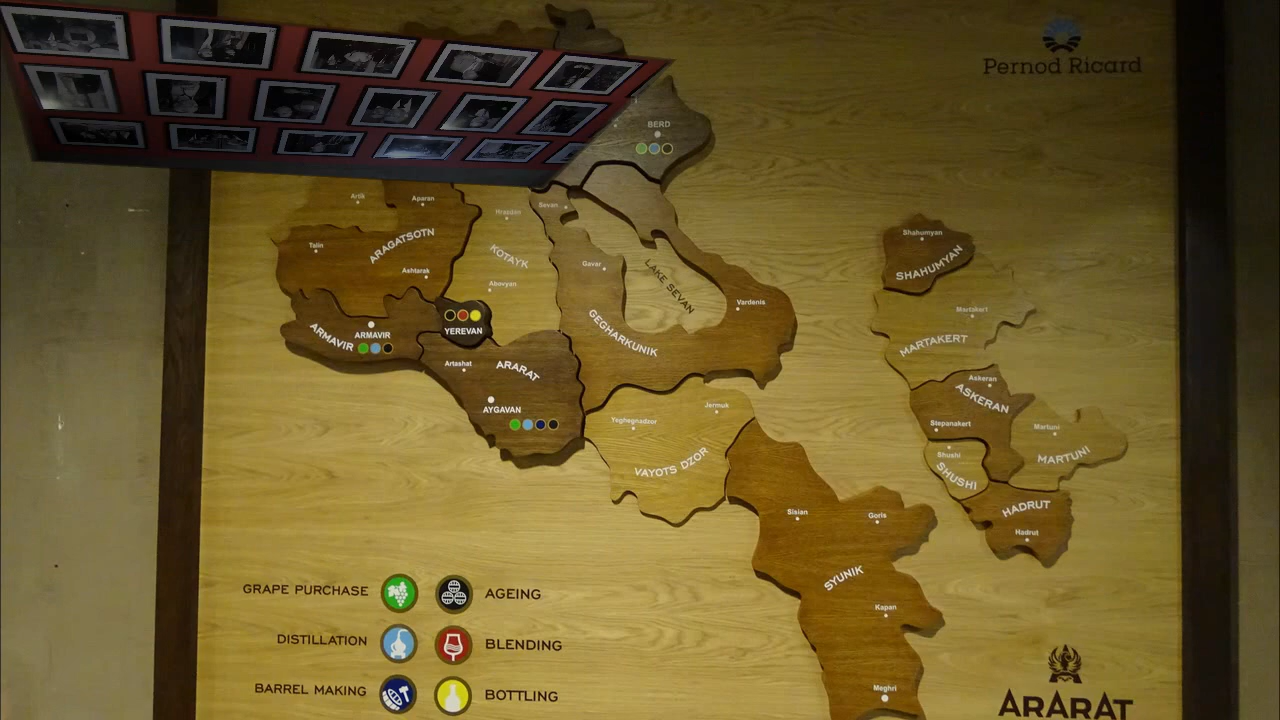 Pernod Ricard
BERD
Artik
Aparan
Hrazdan
Sevan
Talin
ARAGATSOTN
KOTAYK
Ashtarak
Abovyan
Gavar
LAKE SEVAN
Vardenis
Shahumyan
SHAHUMYAN
Martakert
MARTAKERT
ARMAVIR
ARMAVIR
YEREVAN
GEGHARKUNIK
Artashat
ARARAT
AYGAVAN
Askeran
ASKERAN
Stepanakert
Martuni
MARTUNI
Shushi
SHUSHI
HADRUT
Hadrut
Yeghegnadzor
Jermuk
VAYOTS DZOR
Sisian
Goris
SYUNIK
Kapan
Meghri
GRAPE PURCHASE
AGEING
DISTILLATION
BLENDING
BARREL MAKING
BOTTLING
ARARAT